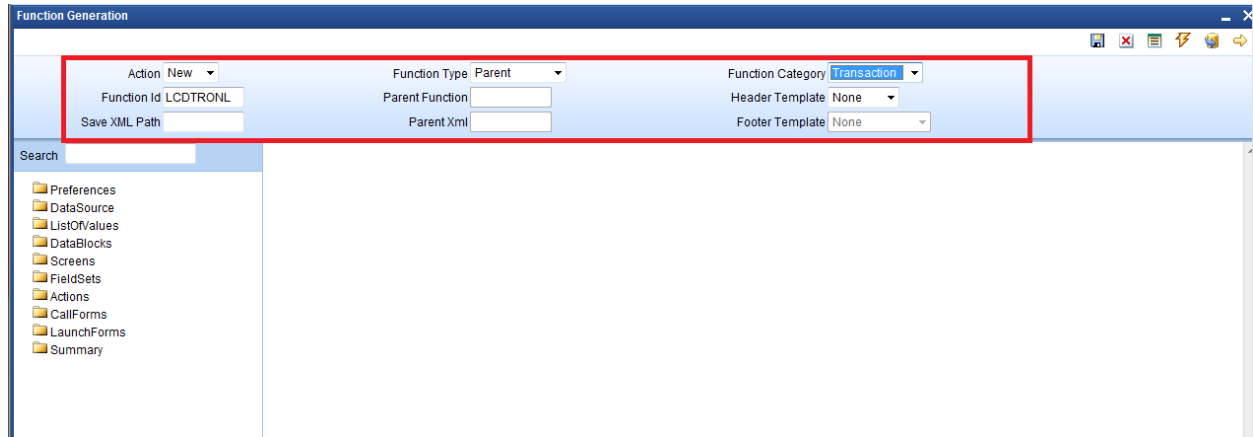 Function Generation
Action New Function Type Parent Function Category Transaction
Function Id LCDTRONL Parent Function Header Template None
Save XML Path Parent Xml Footer Template None
Search
Preferences
DataSource
ListOfValues
DataBlocks
Screens
FieldSets
Actions
CallForms
LaunchForms
Summary